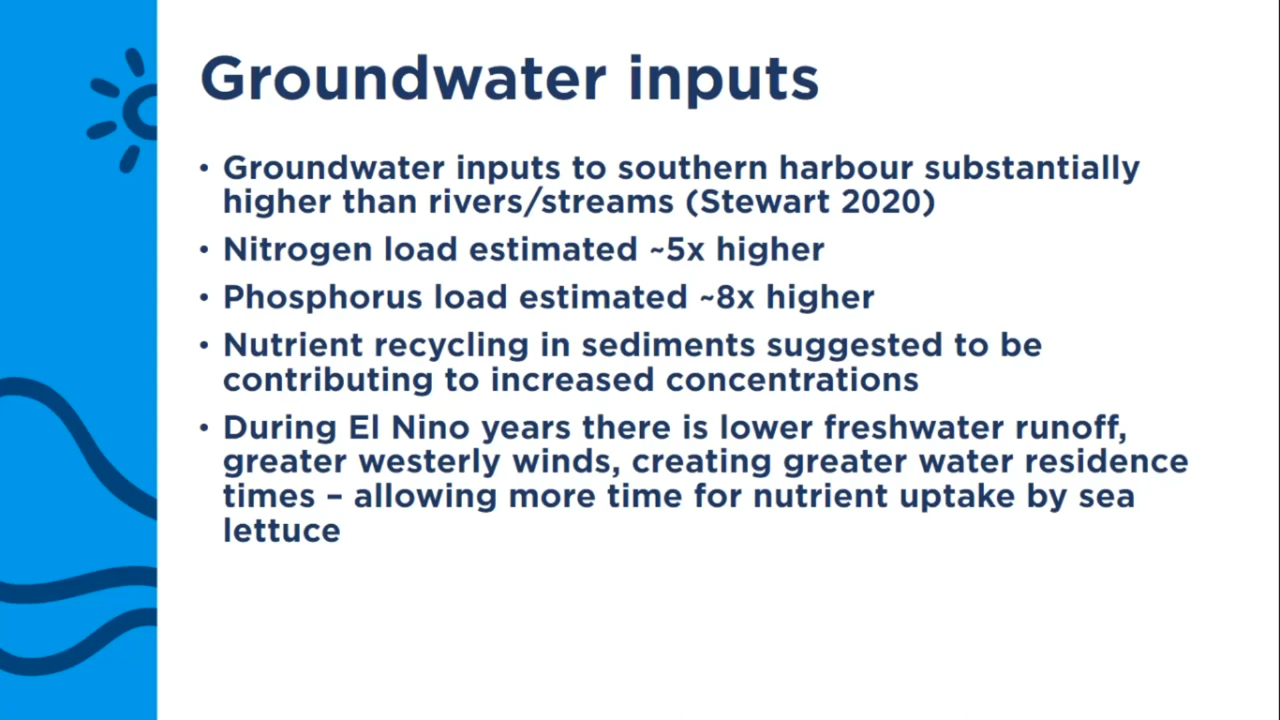 Groundwater inputs
• Groundwater inputs to southern harbour substantially
higher than rivers/streams (Stewart 2020)
• Nitrogen load estimated ~5x higher
• Phosphorus load estimated ~8x higher
• Nutrient recycling in sediments suggested to be
contributing to increased concentrations
• During El Nino years there is lower freshwater runoff,
greater westerly winds, creating greater water residence
times – allowing more time for nutrient uptake by sea
lettuce